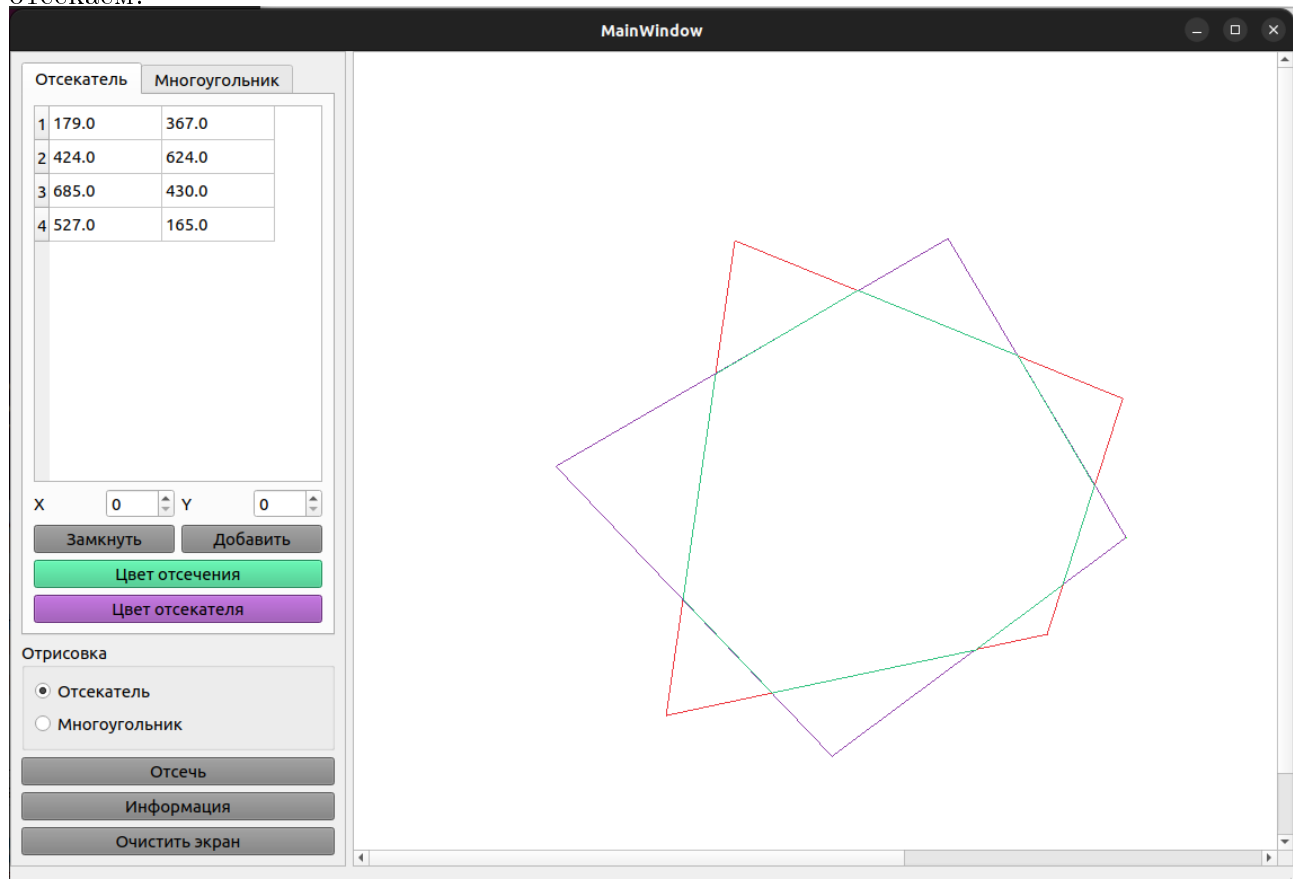 отсекаем.
MainWindow
Отсекатель Многоугольник
1 179.0 367.0
2 424.0 624.0
3 685.0 430.0
4 527.0 165.0
X 0 Y 0
Замкнуть Добавить
Цвет отсечения
Цвет отсекателя
Отрисовка
Отсекатель
Многоугольник
Отсечь
Информация
Очистить экран